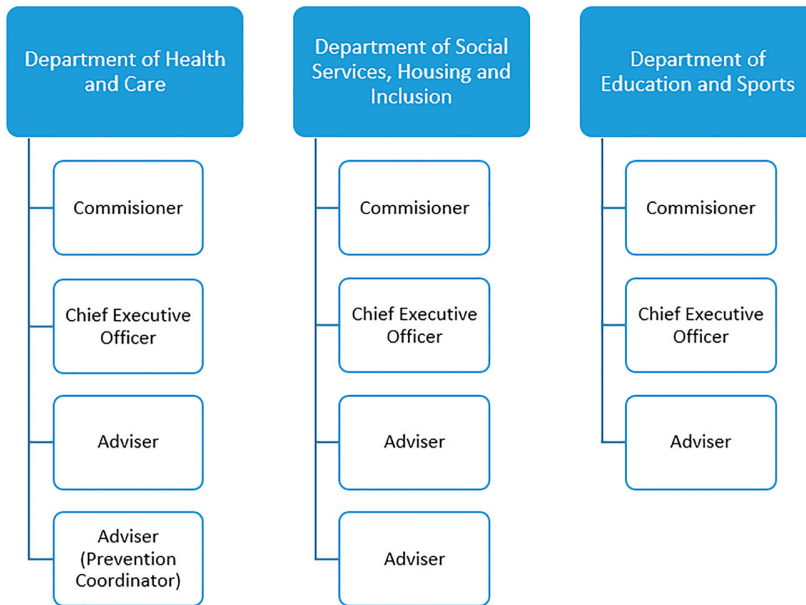 Department of Health
and Care
Commisioner
Chief Executive
Officer
Adviser
Adviser
(Prevention
Coordinator)
Department of Social
Services, Housing and
Inclusion
Commisioner
Chief Executive
Officer
Adviser
Adviser
Department of
Education and Sports
Commisioner
Chief Executive
Officer
Adviser